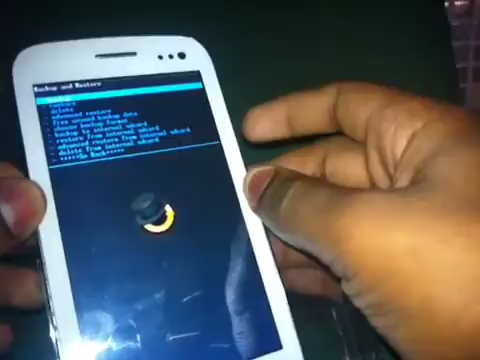 Backup and Restore
- backup
- restore
- delete
- advanced restore
- free unused backup data
- choose backup format
- backup to internal sdcard
- restore from internal sdcard
- advanced restore from internal sdcard
- delete from internal sdcard
- +++++Go Back+++++